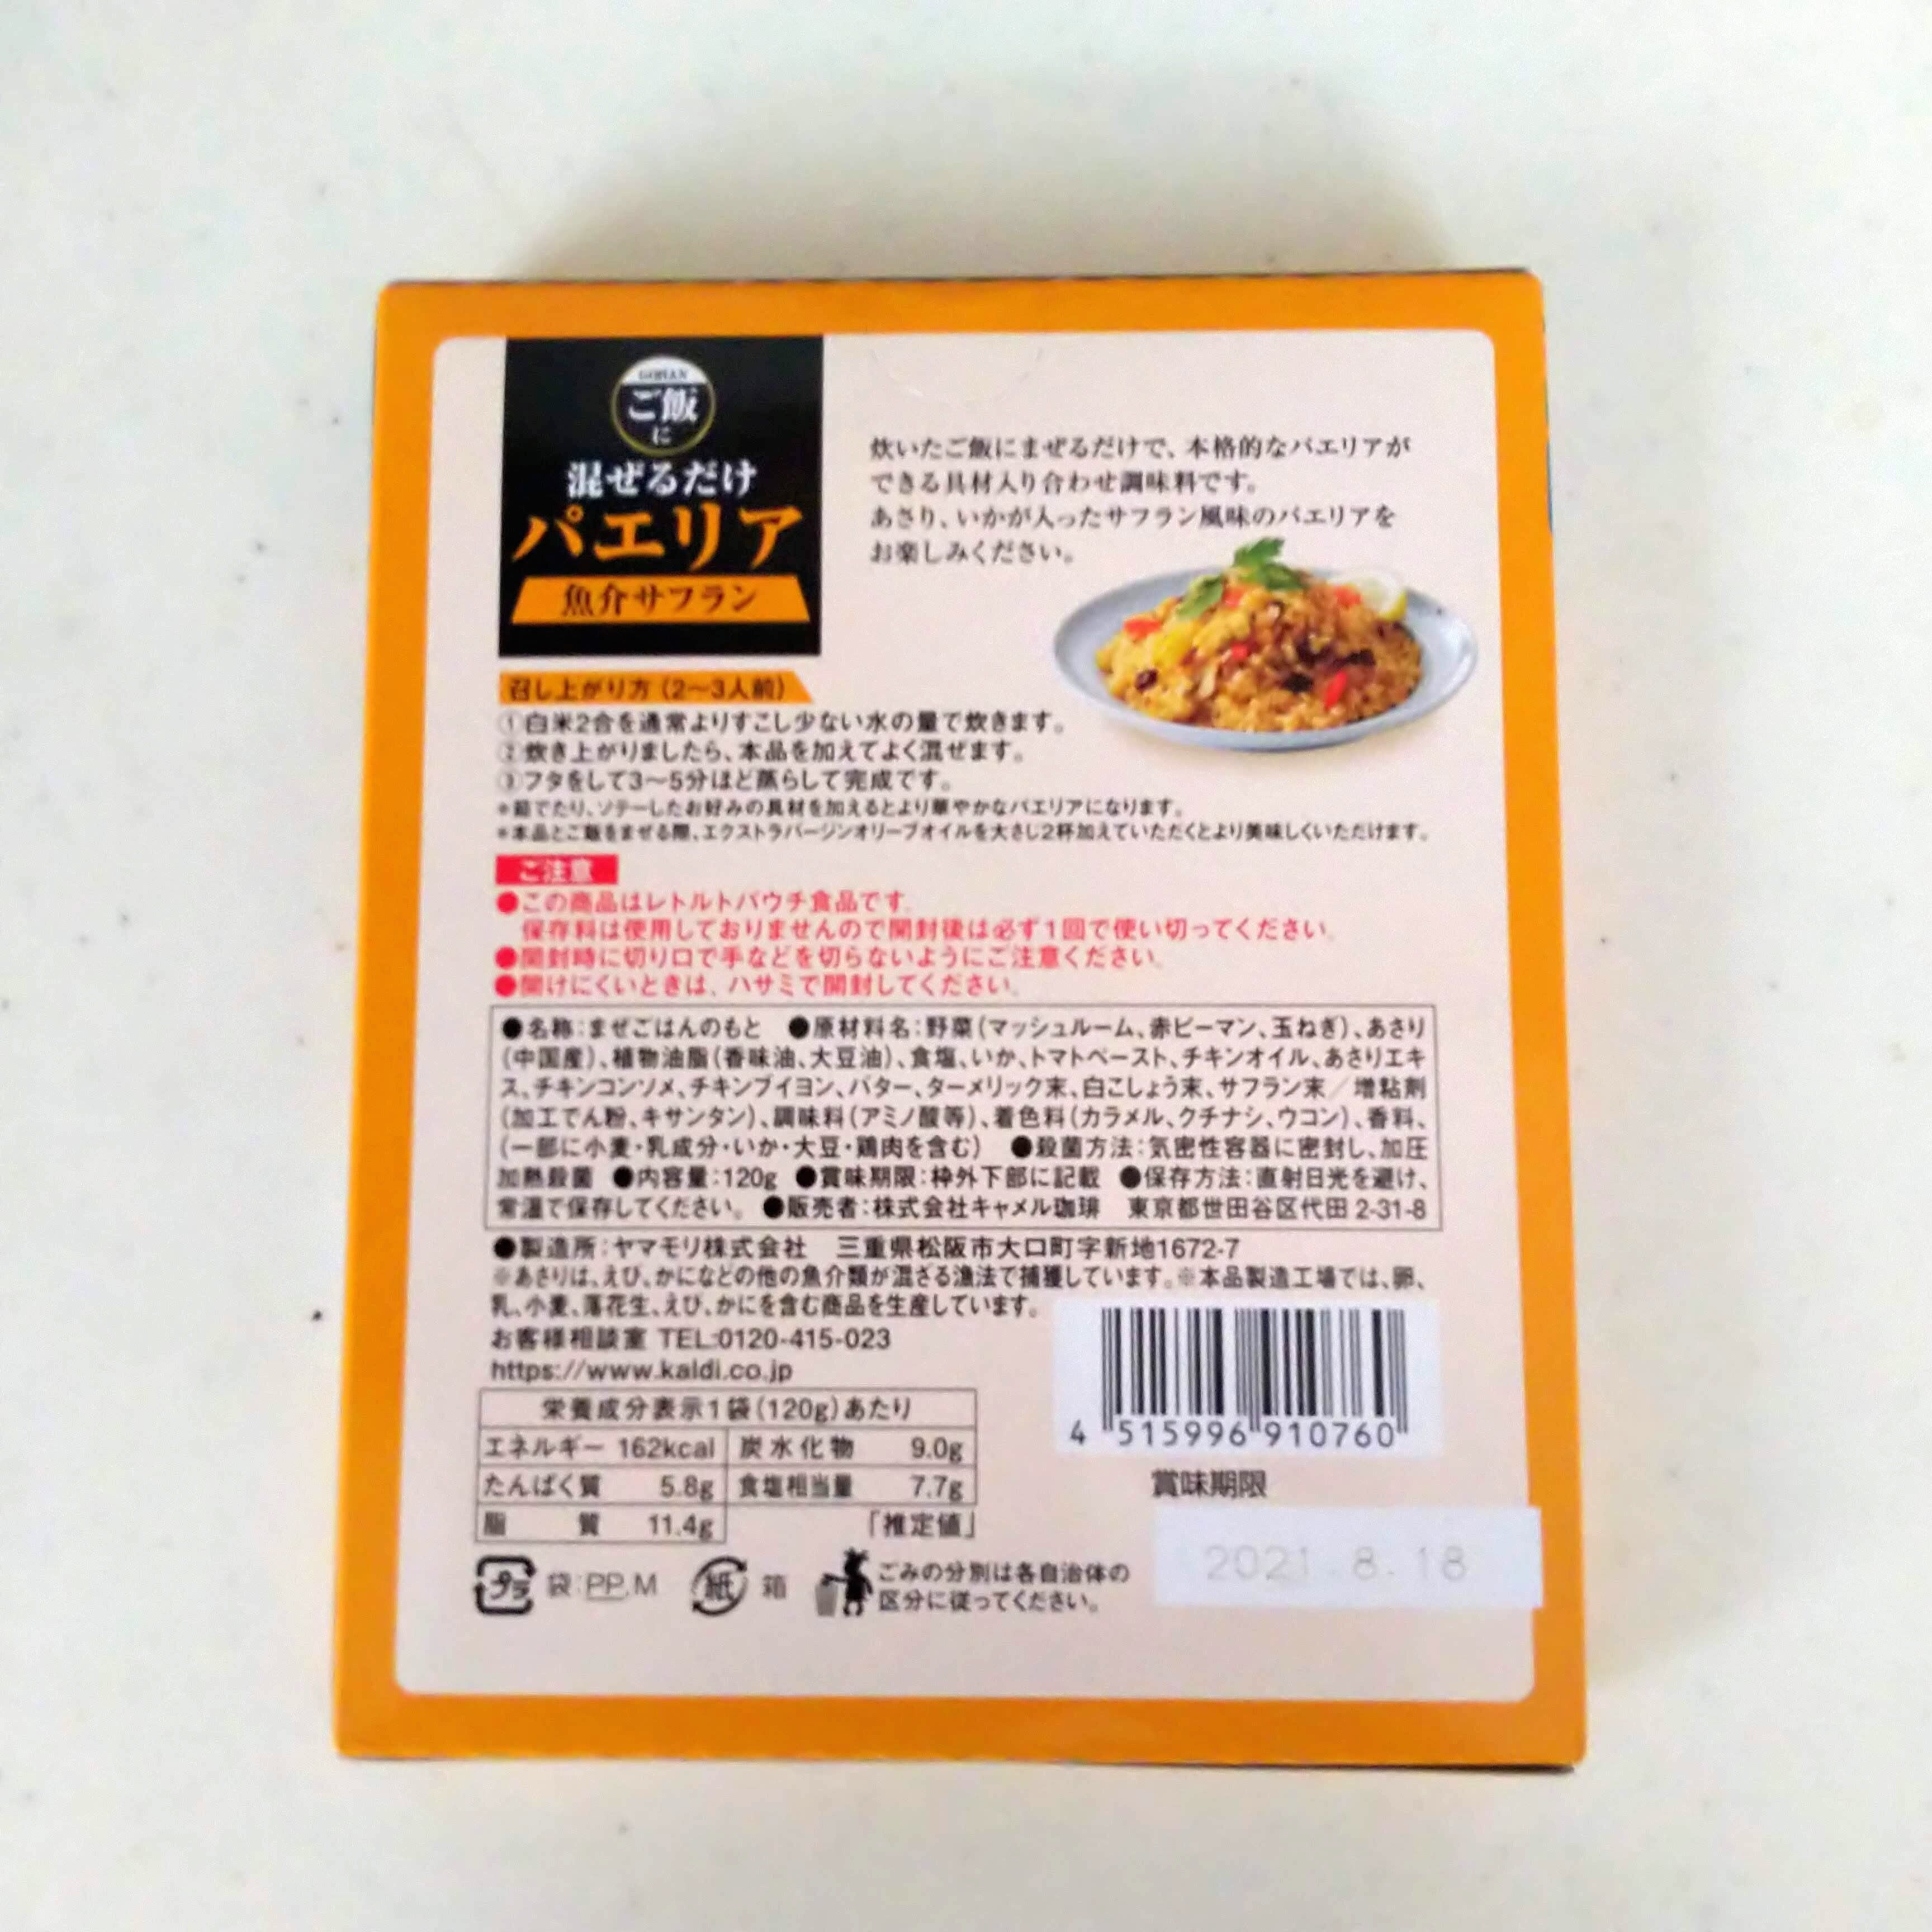 GOHAN
ご飯
に
混ぜるだけ
パエリア
魚介サフラン
炊いたご飯にまぜるだけで、本格的なパエリアが
できる具材入り合わせ調味料です。
あさり、いかが入ったサフラン風味のパエリアを
お楽しみください。
召し上がり方（2〜3人前）
①白米2合を通常よりすこし少ない水の量で炊きます。
②炊き上がりましたら、本品を加えてよく混ぜます。
③フタをして3〜5分ほど蒸らして完成です。
＊茹でたり、ソテーしたお好みの具材を加えるとより華やかなパエリアになります。
＊本品とご飯をまぜる際、エクストラバージンオリーブオイルを大さじ2杯加えていただくとより美味しくいただけます。
ご注意
●この商品はレトルトパウチ食品です。
保存料は使用しておりませんので開封後は必ず1回で使い切ってください。
●開封時に切り口で手などを切らないようにご注意ください。
●開けにくいときは、ハサミで開封してください。
●名称：まぜごはんのもと ●原材料名：野菜（マッシュルーム、赤ピーマン、玉ねぎ）、あさり
（中国産）、植物油脂（香味油、大豆油）、食塩、いか、トマトペースト、チキンオイル、あさりエキ
ス、チキンコンソメ、チキンブイヨン、バター、ターメリック末、白こしょう末、サフラン末／増粘剤
（加工でん粉、キサンタン）、調味料（アミノ酸等）、着色料（カラメル、クチナシ、ウコン）、香料、
（一部に小麦・乳成分・いか・大豆・鶏肉を含む） ●殺菌方法：気密性容器に密封し、加圧
加熱殺菌 ●内容量：120g ●賞味期限：枠外下部に記載 ●保存方法：直射日光を避け、
常温で保存してください。 ●販売者：株式会社キャメル珈琲 東京都世田谷区代田 2-31-8
●製造所：ヤマモリ株式会社 三重県松阪市大口町字新地1672-7
※あさりは、えび、かになどの他の魚介類が混ざる漁法で捕獲しています。※本品製造工場では、卵、
乳、小麦、落花生、えび、かにを含む商品を生産しています。
お客様相談室 TEL:0120-415-023
https://www.kaldi.co.jp
栄養成分表示1袋（120g）あたり
エネルギー 162kcal 炭水化物 9.0g
たんぱく質 5.8g 食塩相当量 7.7g
脂質 11.4g 「推定値」
4 515996 910760
賞味期限
2021.8.18
プラ 袋：PP,M 紙 箱 ごみの分別は各自治体の
区分に従ってください。